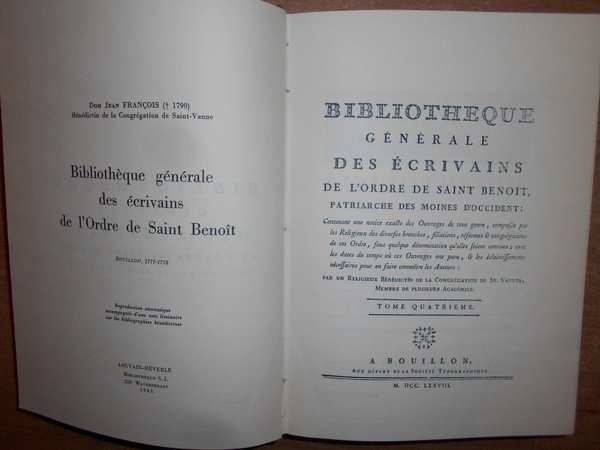 Dom Jean FRANÇOIS († 1790)
Bénédictin de la Congrégation de Saint-Vanne
Bibliothèque générale
des écrivains
de l'Ordre de Saint Benoît
Bouillon, 1777-1778
Reproduction anastatique
accompagnée d'une note liminaire
sur les bibliographies bénédictines
LOUVAIN-HÉVERLÉ
Bibliothèque S. J.
220 Waversebaan
1961
BIBLIOTHEQUE
GÉNÉRALE
DES ÉCRIVAINS
DE L'ORDRE DE SAINT BENOIT,
PATRIARCHE DES MOINES D'OCCIDENT:
Contenant une notice exacte des Ouvrages de tout genre, composés par
les Religieux des diverses branches, filiations, réformes & congrégations
de cet Ordre, sous quelque dénomination qu'elles soient connues; avec
les dates du temps où ces Ouvrages ont paru, & les éclaircissements
nécessaires pour en faire connoître les Auteurs:
PAR UN RELIGIEUX BÉNÉDICTIN DE LA CONGRÉGATION DE ST. VANNES,
MEMBRE DE PLUSIEURS ACADÉMIES.
TOME QUATRIEME.
A BOUILLON,
AUX DÉPENS DE LA SOCIÉTÉ TYPOGRAPHIQUE.
M. DCC. LXXVIII.